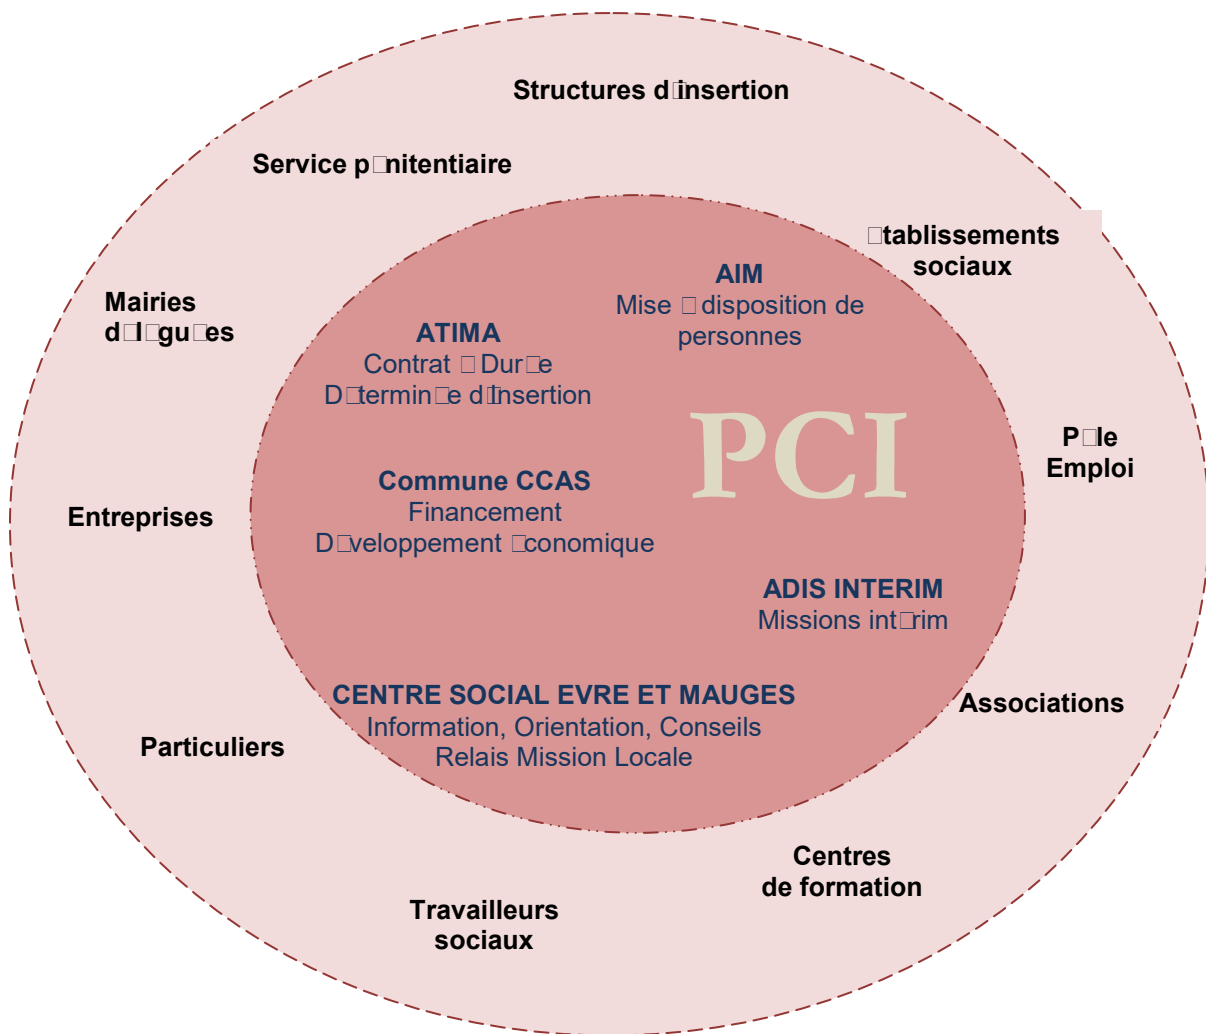 Structures d□insertion
Service p□nitentiaire
□tablissements
sociaux
AIM
Mise □ disposition de
personnes
Mairies
d□l□gu□es
ATIMA
Contrat □ Dur□e
D□termin□e d□Insertion
PCI
P□le
Emploi
Commune CCAS
Financement
D□veloppement □conomique
Entreprises
ADIS INTERIM
Missions int□rim
CENTRE SOCIAL EVRE ET MAUGES
Information, Orientation, Conseils
Relais Mission Locale
Associations
Particuliers
Centres
de formation
Travailleurs
sociaux